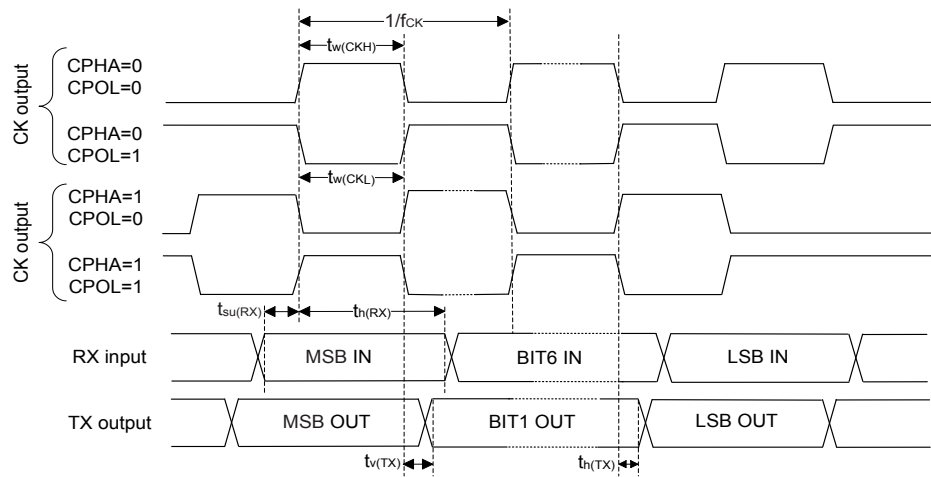 1/fCK
tw(CKH)
CK output
CPHA=0
CPOL=0
CPHA=0
CPOL=1
tw(CKL)
CK output
CPHA=1
CPOL=0
CPHA=1
CPOL=1
tsu(RX)
th(RX)
RX input
MSB IN
BIT6 IN
LSB IN
TX output
MSB OUT
BIT1 OUT
LSB OUT
tv(TX)
th(TX)